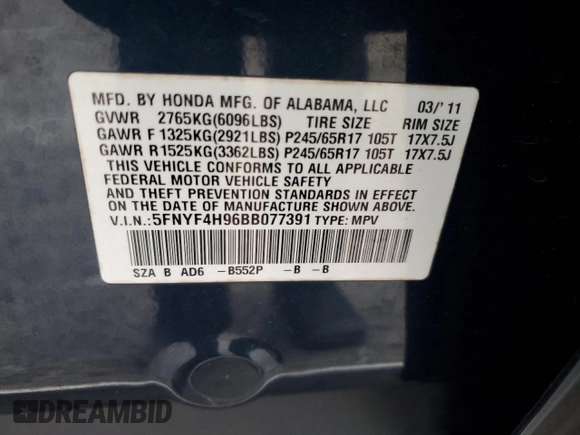 MFD. BY HONDA MFG. OF ALABAMA, LLC 03/'11
GVWR 2765KG(6096LBS) TIRE SIZE RIM SIZE
GAWR F 1325KG(2921LBS) P245/65R17 105T 17X7.5J
GAWR R 1525KG(3362LBS) P245/65R17 105T 17X7.5J
THIS VEHICLE CONFORMS TO ALL APPLICABLE
FEDERAL MOTOR VEHICLE SAFETY
AND THEFT PREVENTION STANDARDS IN EFFECT
ON THE DATE OF MANUFACTURE SHOWN ABOVE.
V.I.N.: 5FNYF4H96BB077391 TYPE: MPV
SZA B AD6 -B552P -B -B
DREAMBID